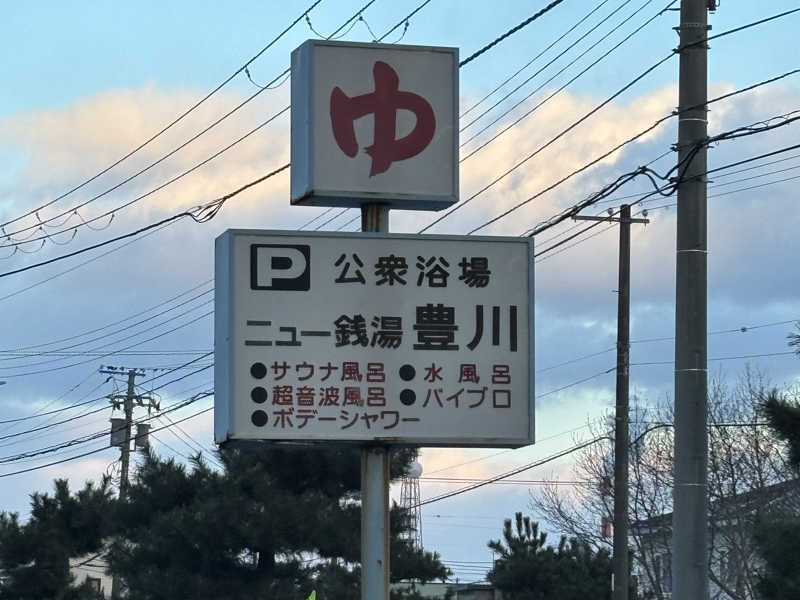 ゆ
P 公衆浴場
ニュー銭湯 豊川
●サウナ風呂 ●水風呂
●超音波風呂 ●バイブロ
●ボデーシャワー